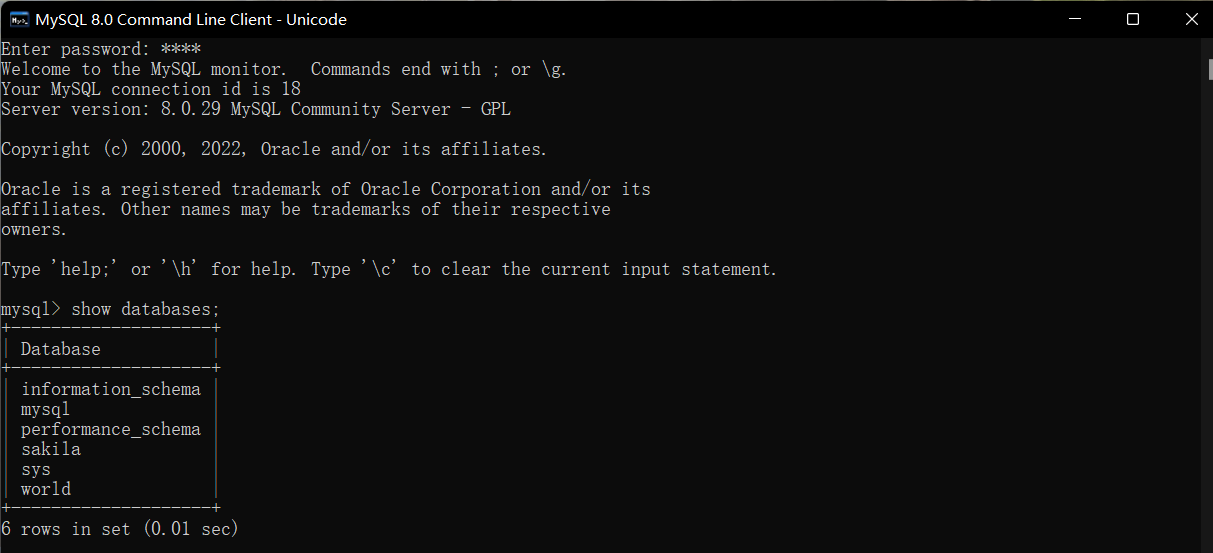 MySQL 8.0 Command Line Client - Unicode
Enter password: ****
Welcome to the MySQL monitor.  Commands end with ; or \g.
Your MySQL connection id is 18
Server version: 8.0.29 MySQL Community Server - GPL
Copyright (c) 2000, 2022, Oracle and/or its affiliates.
Oracle is a registered trademark of Oracle Corporation and/or its
affiliates. Other names may be trademarks of their respective
owners.
Type 'help;' or '\h' for help. Type '\c' to clear the current input statement.
mysql> show databases;
+--------------------+
| Database           |
+--------------------+
| information_schema |
| mysql              |
| performance_schema |
| sakila             |
| sys                |
| world              |
+--------------------+
6 rows in set (0.01 sec)